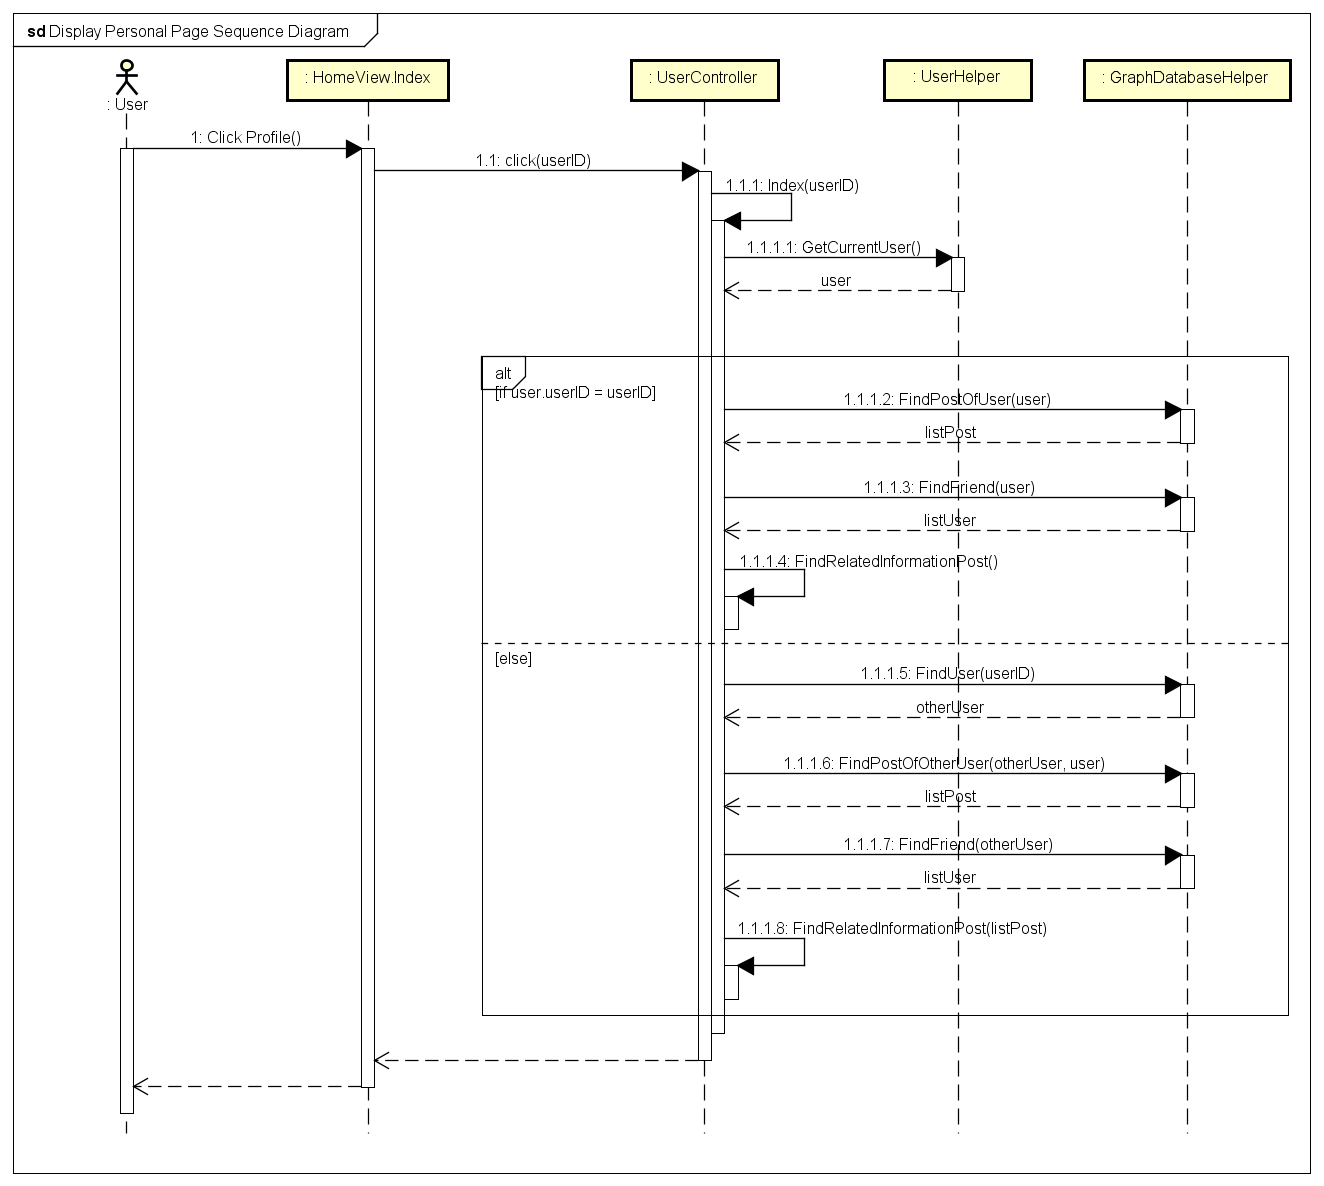 sd Display Personal Page Sequence Diagram
: User
: HomeView.Index
: UserController
: UserHelper
: GraphDatabaseHelper
1: Click Profile()
1.1: click(userID)
1.1.1: Index(userID)
1.1.1.1: GetCurrentUser()
user
alt
[if user.userID = userID]
1.1.1.2: FindPostOfUser(user)
listPost
1.1.1.3: FindFriend(user)
listUser
1.1.1.4: FindRelatedInformationPost()
[else]
1.1.1.5: FindUser(userID)
otherUser
1.1.1.6: FindPostOfOtherUser(otherUser, user)
listPost
1.1.1.7: FindFriend(otherUser)
listUser
1.1.1.8: FindRelatedInformationPost(listPost)